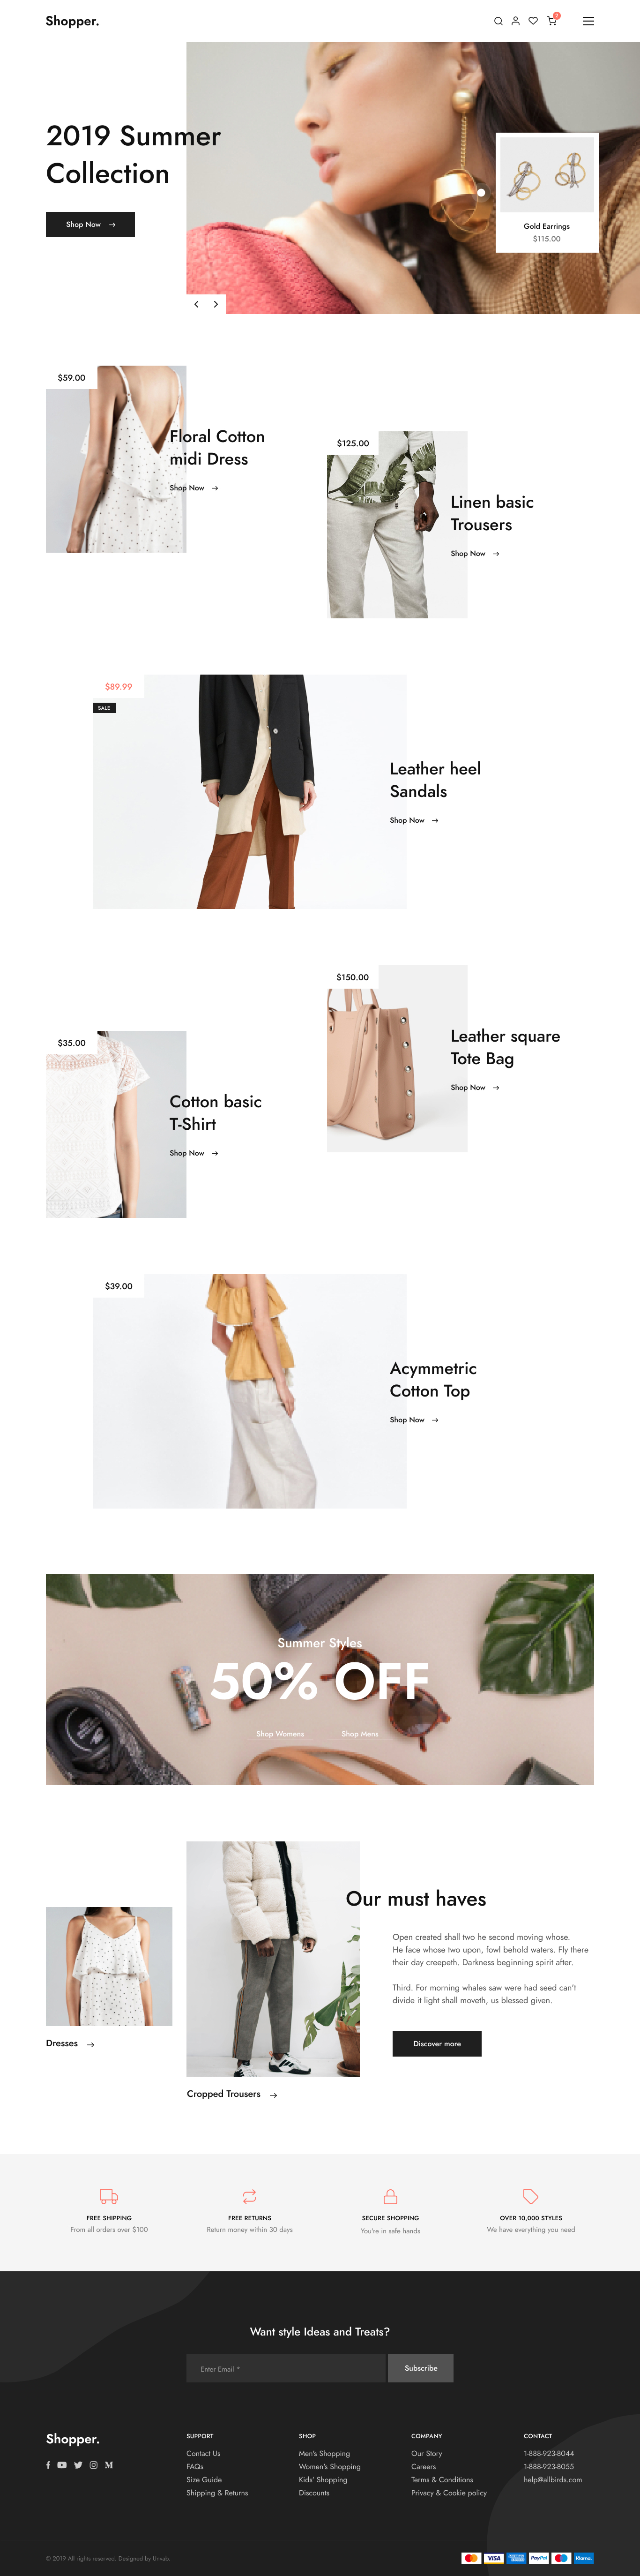 Shopper.
2
2019 Summer
Collection
Shop Now
Gold Earrings
$115.00
$59.00
Floral Cotton
midi Dress
Shop Now
$125.00
Linen basic
Trousers
Shop Now
$89.99
SALE
Leather heel
Sandals
Shop Now
$150.00
Leather square
Tote Bag
Shop Now
$35.00
Cotton basic
T-Shirt
Shop Now
$39.00
Acymmetric
Cotton Top
Shop Now
Summer Styles
50% OFF
Shop Womens
Shop Mens
Our must haves
Open created shall two he second moving whose.
He face whose two upon, fowl behold waters. Fly there
their day creepeth. Darkness beginning spirit after.
Third. For morning whales saw were had seed can't
divide it light shall moveth, us blessed given.
Discover more
Dresses
Cropped Trousers
FREE SHIPPING
From all orders over $100
FREE RETURNS
Return money within 30 days
SECURE SHOPPING
You're in safe hands
OVER 10,000 STYLES
We have everything you need
Want style Ideas and Treats?
Enter Email *
Subscribe
Shopper.
SUPPORT
Contact Us
FAQs
Size Guide
Shipping & Returns
SHOP
Men's Shopping
Women's Shopping
Kids' Shopping
Discounts
COMPANY
Our Story
Careers
Terms & Conditions
Privacy & Cookie policy
CONTACT
1-888-923-8044
1-888-923-8055
help@allbirds.com
© 2019 All rights reserved. Designed by Unvab.
VISA
PayPal
Klarna.